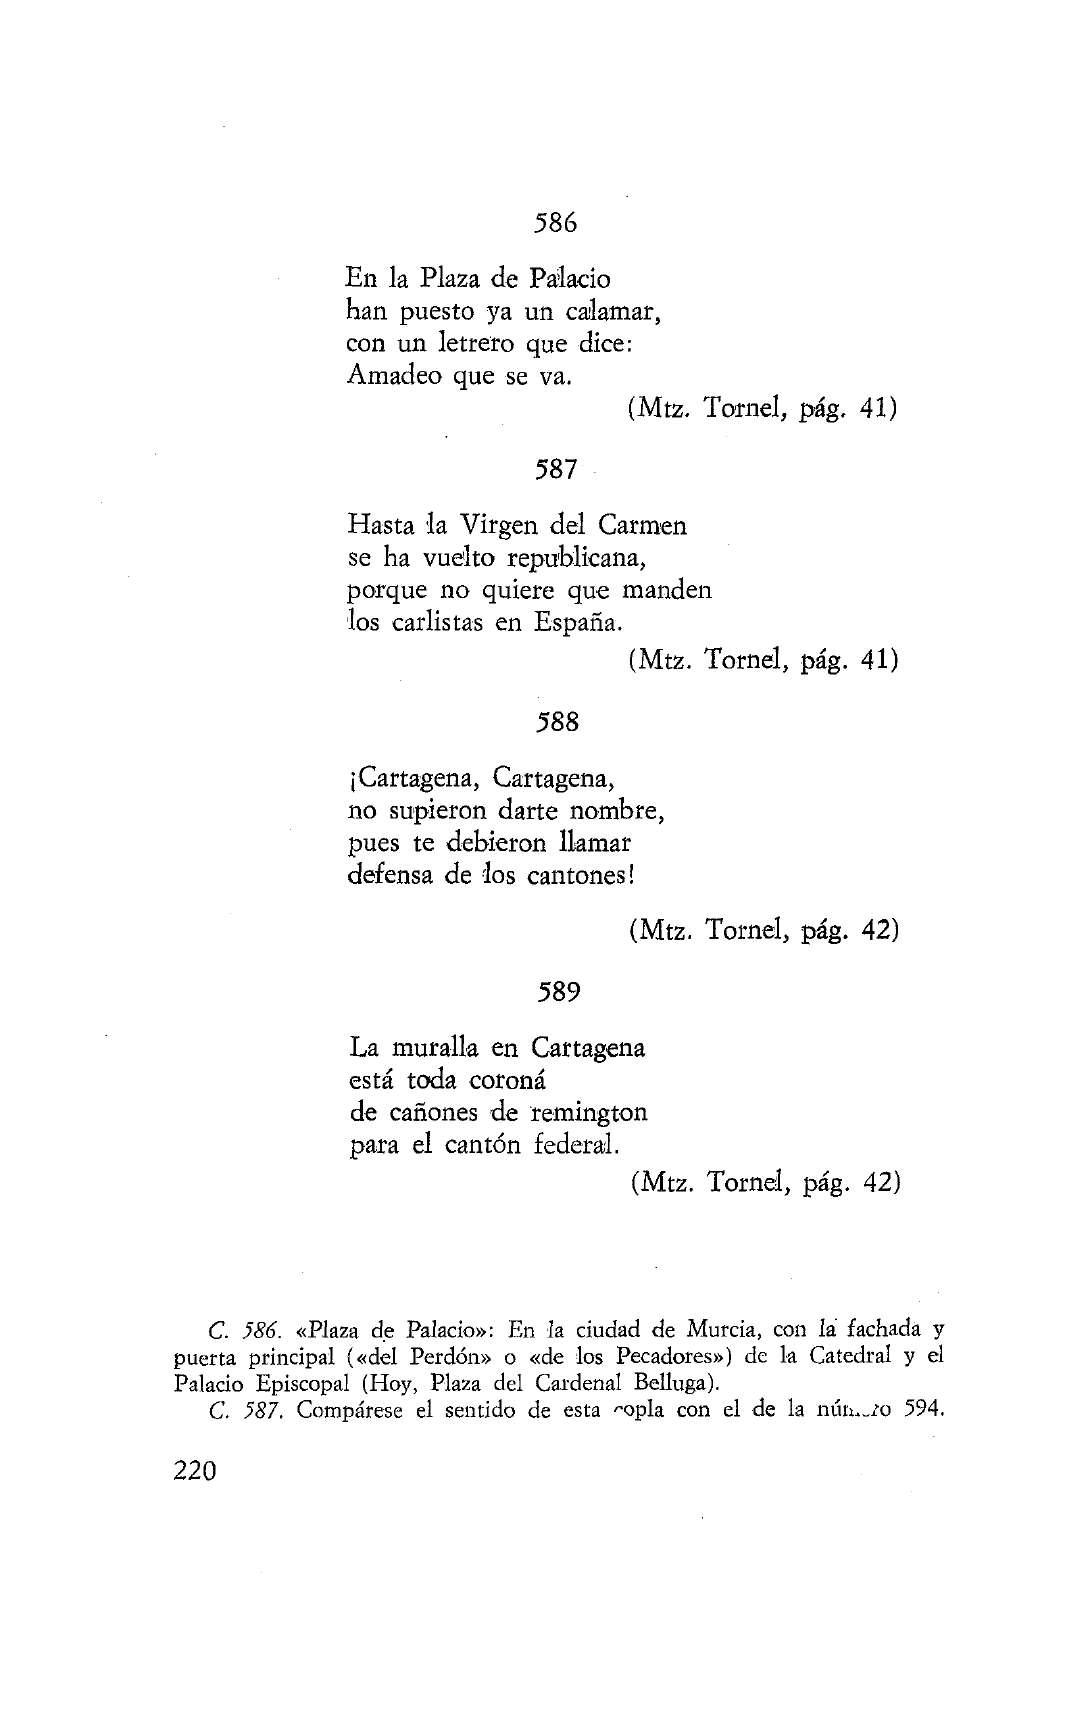 586
En la Plaza de Palacio
han puesto ya un calamar,
con un letrero que dice:
Amadeo que se va.
(Mtz. Tornel, pág. 41)
587
Hasta la Virgen del Carmen
se ha vuelto republicana,
porque no quiere que manden
los carlistas en España.
(Mtz. Tornel, pág. 41)
588
¡Cartagena, Cartagena,
no supieron darte nombre,
pues te debieron llamar
defensa de los cantones!
(Mtz. Tornel, pág. 42)
589
La muralla en Cartagena
está toda coroná
de cañones de remington
para el cantón federal.
(Mtz. Tornel, pág. 42)
C. 586. «Plaza de Palacio»: En la ciudad de Murcia, con la fachada y
puerta principal («del Perdón» o «de los Pecadores») de la Catedral y el
Palacio Episcopal (Hoy, Plaza del Cardenal Belluga).
C. 587. Compárese el sentido de esta copla con el de la número 594.
220